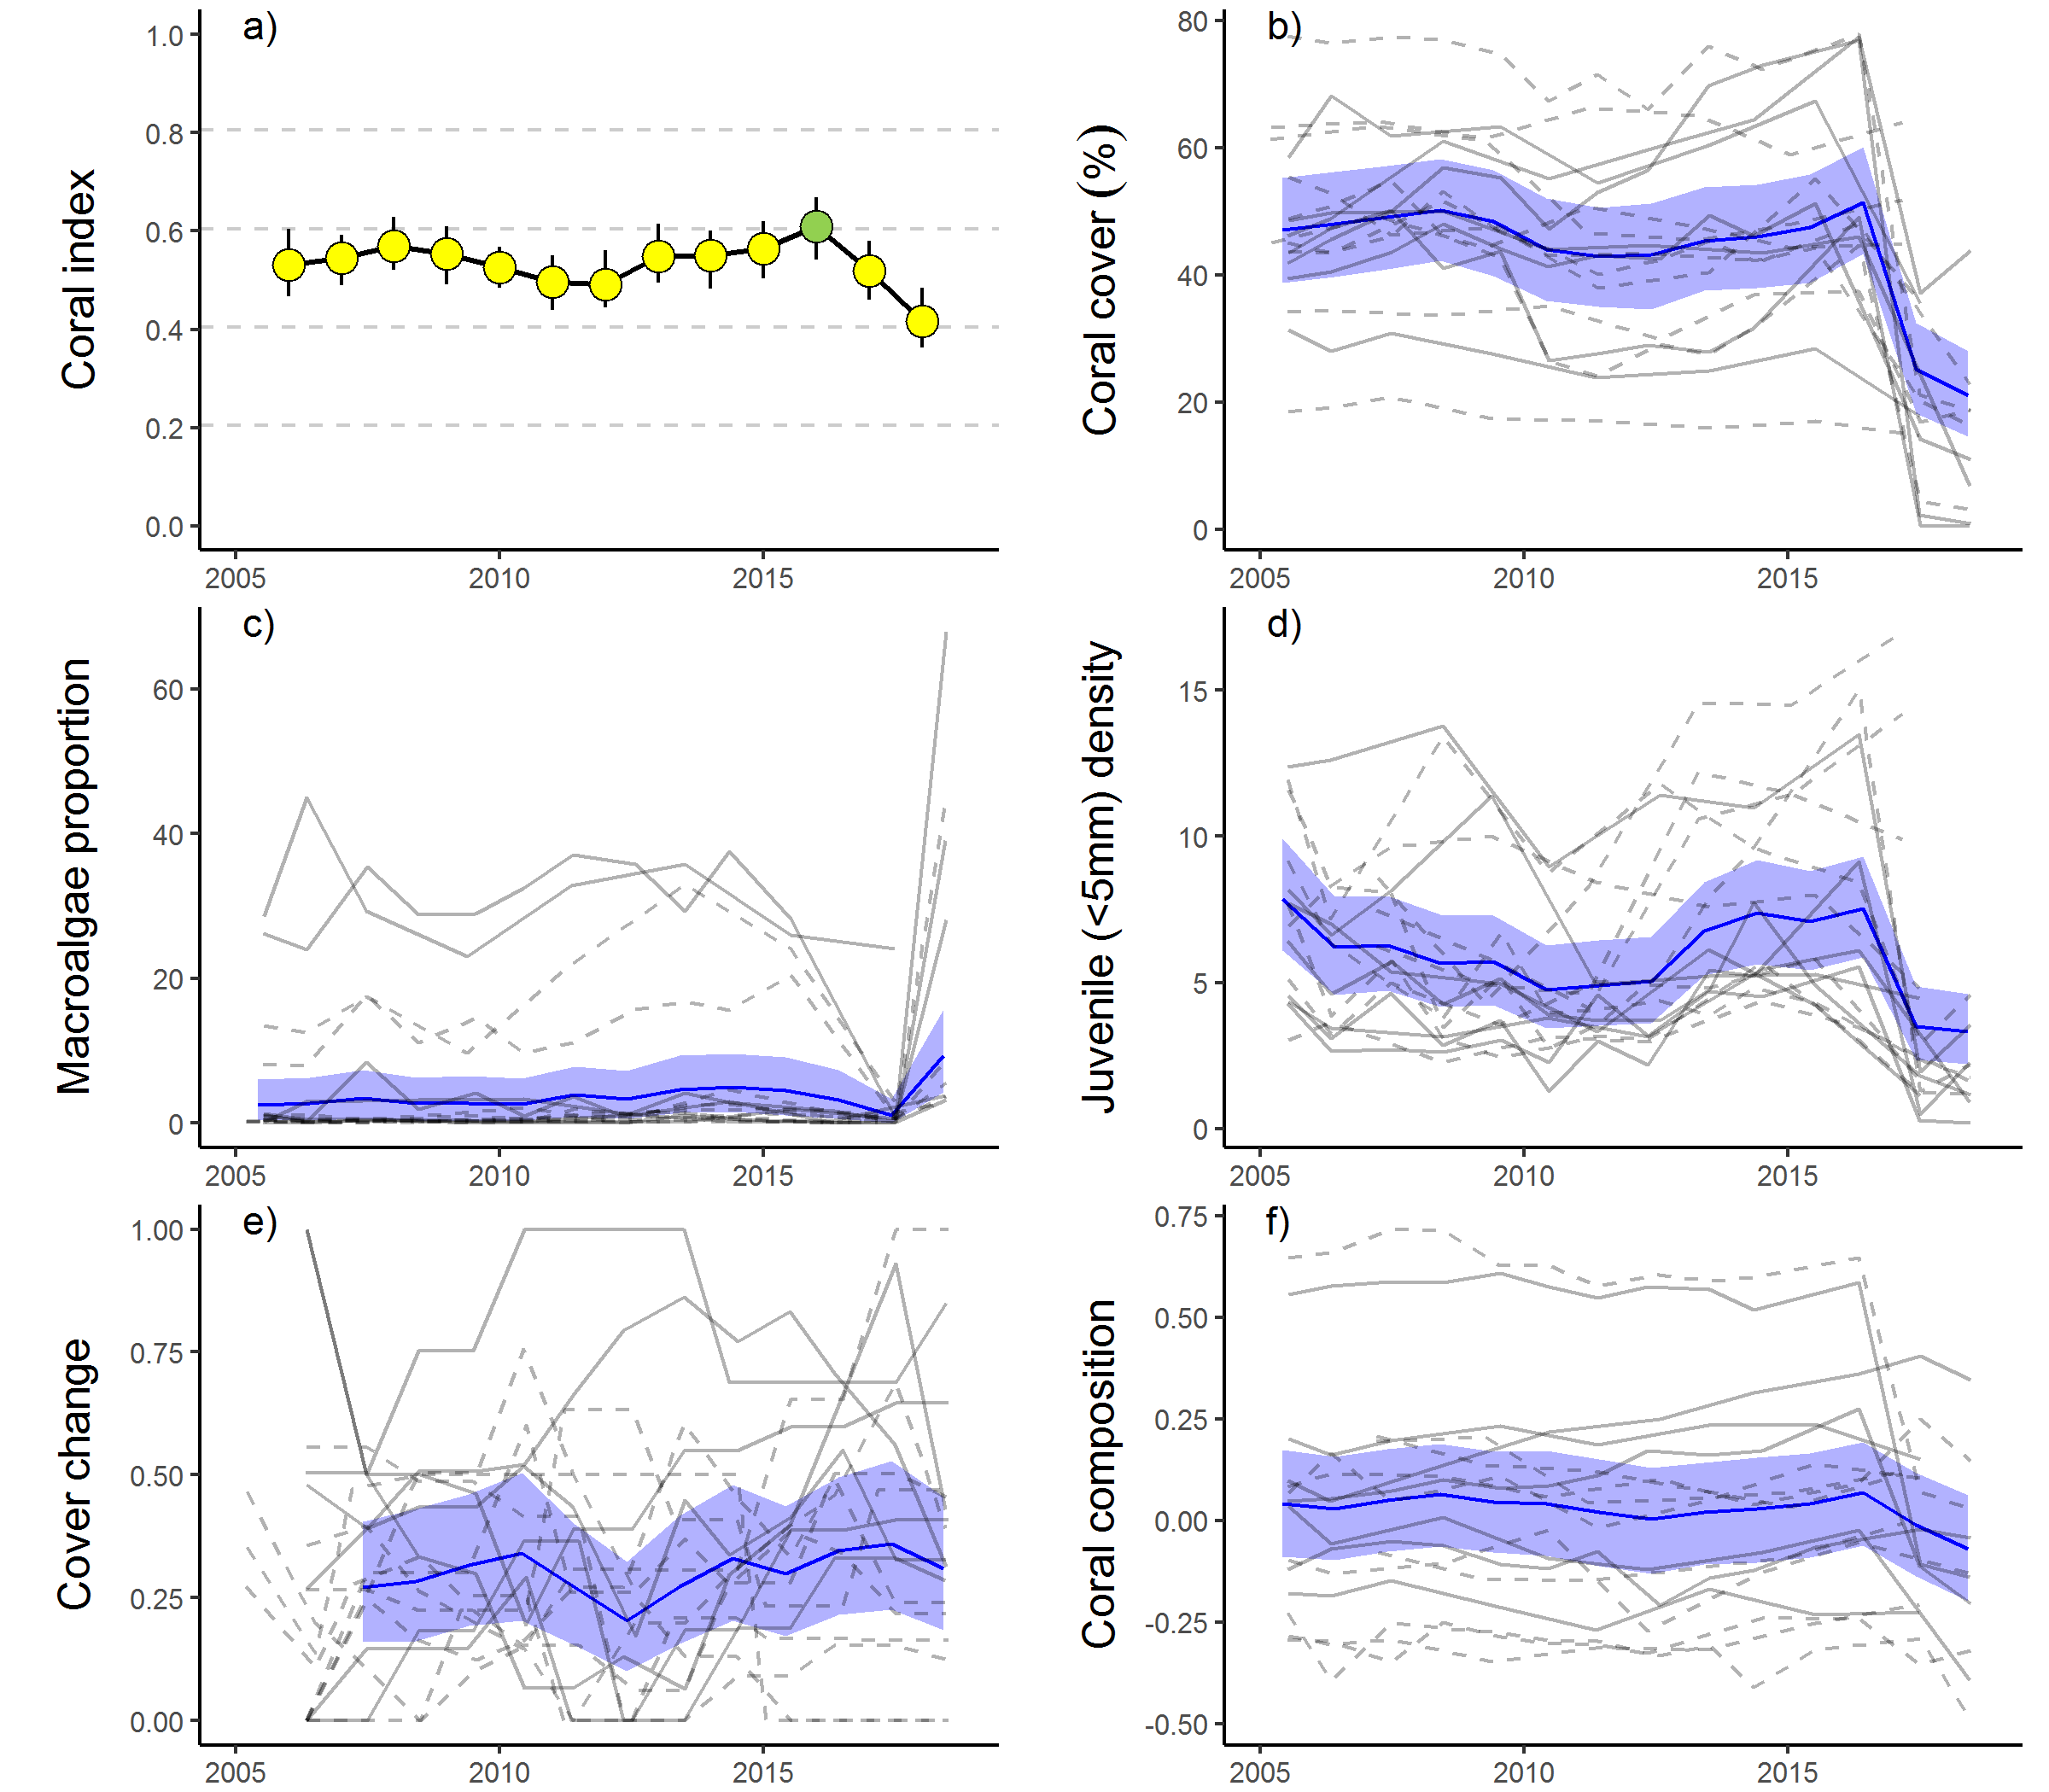 a)
Coral index
1.0
0.8
0.6
0.4
0.2
0.0
2005 2010 2015
b)
Coral cover (%)
80
60
40
20
0
2005 2010 2015
c)
Macroalgae proportion
60
40
20
0
2005 2010 2015
d)
Juvenile (<5mm) density
15
10
5
0
2005 2010 2015
e)
Cover change
1.00
0.75
0.50
0.25
0.00
2005 2010 2015
f)
Coral composition
0.75
0.50
0.25
0.00
-0.25
-0.50
2005 2010 2015